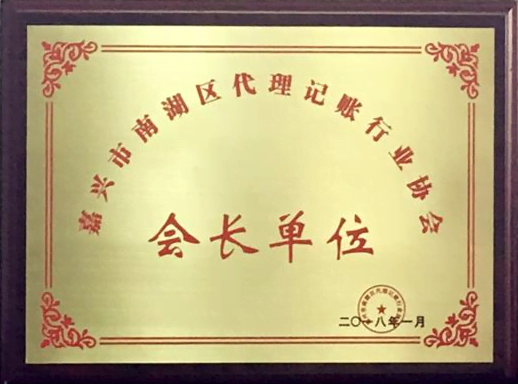 嘉兴市南湖区代理记账行业协会
会长单位
二〇一八年一月